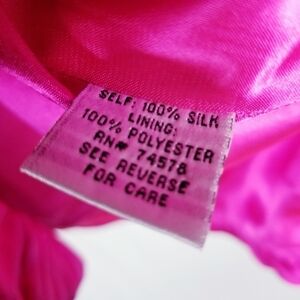 SELF: 100% SILK
LINING:
100% POLYESTER
RN# 74578
SEE REVERSE
FOR CARE